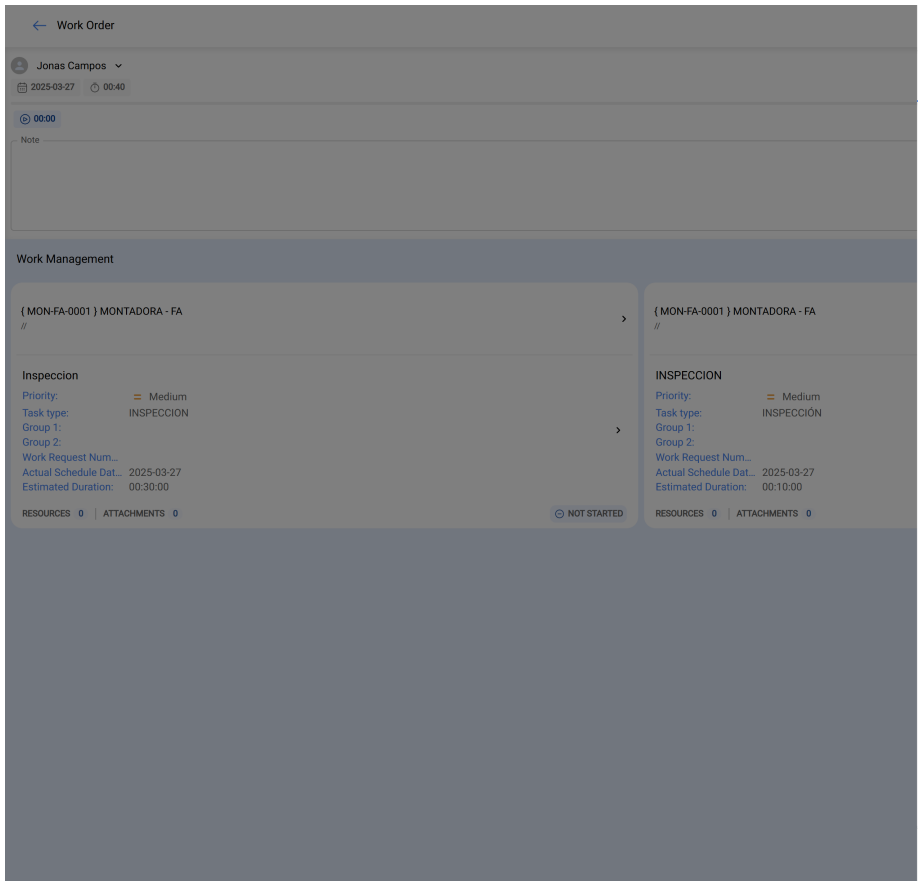 Work Order
Jonas Campos
2025-03-27 00:40
00:00
Note
Work Management
{ MON-FA-0001 } MONTADORA - FA
//
Inspeccion
Priority: Medium
Task type: INSPECCION
Group 1:
Group 2:
Work Request Num...
Actual Schedule Dat... 2025-03-27
Estimated Duration: 00:30:00
RESOURCES 0 | ATTACHMENTS 0 NOT STARTED
{ MON-FA-0001 } MONTADORA - FA
//
INSPECCION
Priority: Medium
Task type: INSPECCIÓN
Group 1:
Group 2:
Work Request Num...
Actual Schedule Dat... 2025-03-27
Estimated Duration: 00:10:00
RESOURCES 0 | ATTACHMENTS 0